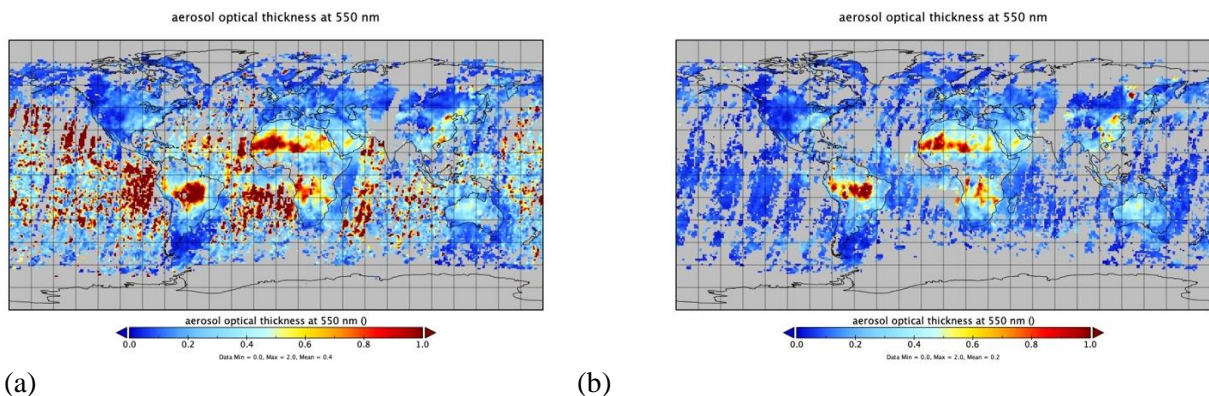 aerosol optical thickness at 550 nm
aerosol optical thickness at 550 nm ()
0.0 0.2 0.4 0.6 0.8 1.0
Data Min = 0.0, Max = 2.0, Mean = 0.4
(a)
aerosol optical thickness at 550 nm
aerosol optical thickness at 550 nm ()
0.0 0.2 0.4 0.6 0.8 1.0
Data Min = 0.0, Max = 2.0, Mean = 0.2
(b)